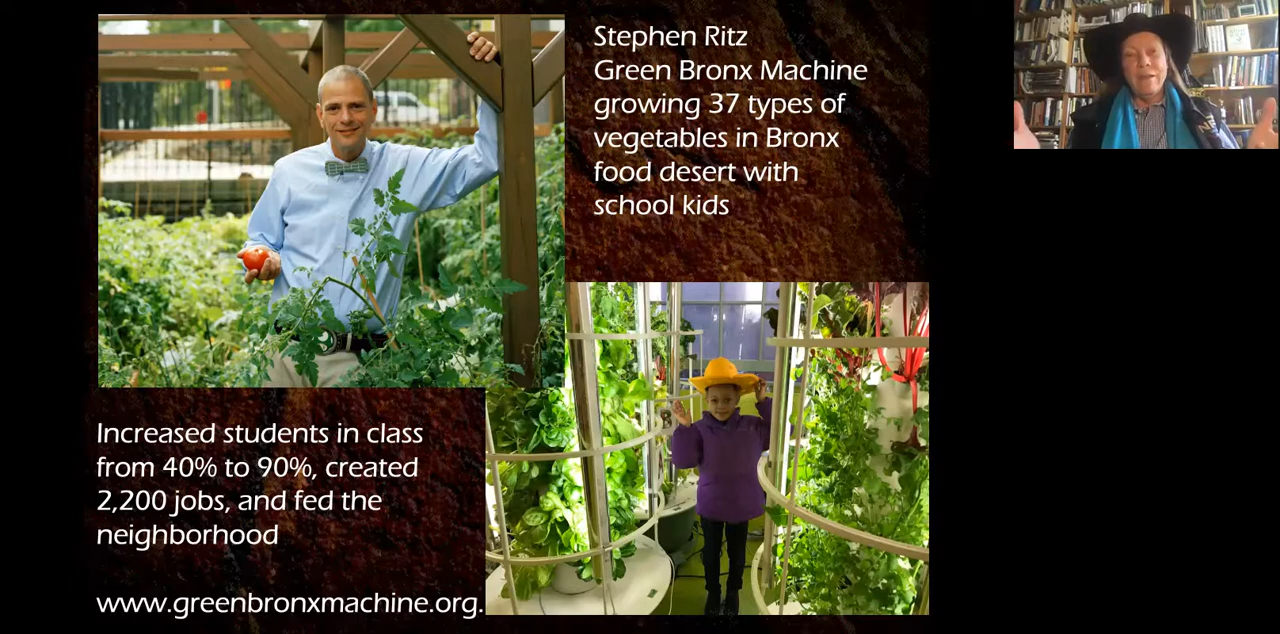 Stephen Ritz
Green Bronx Machine
growing 37 types of
vegetables in Bronx
food desert with
school kids
Increased students in class
from 40% to 90%, created
2,200 jobs, and fed the
neighborhood
www.greenbronxmachine.org.